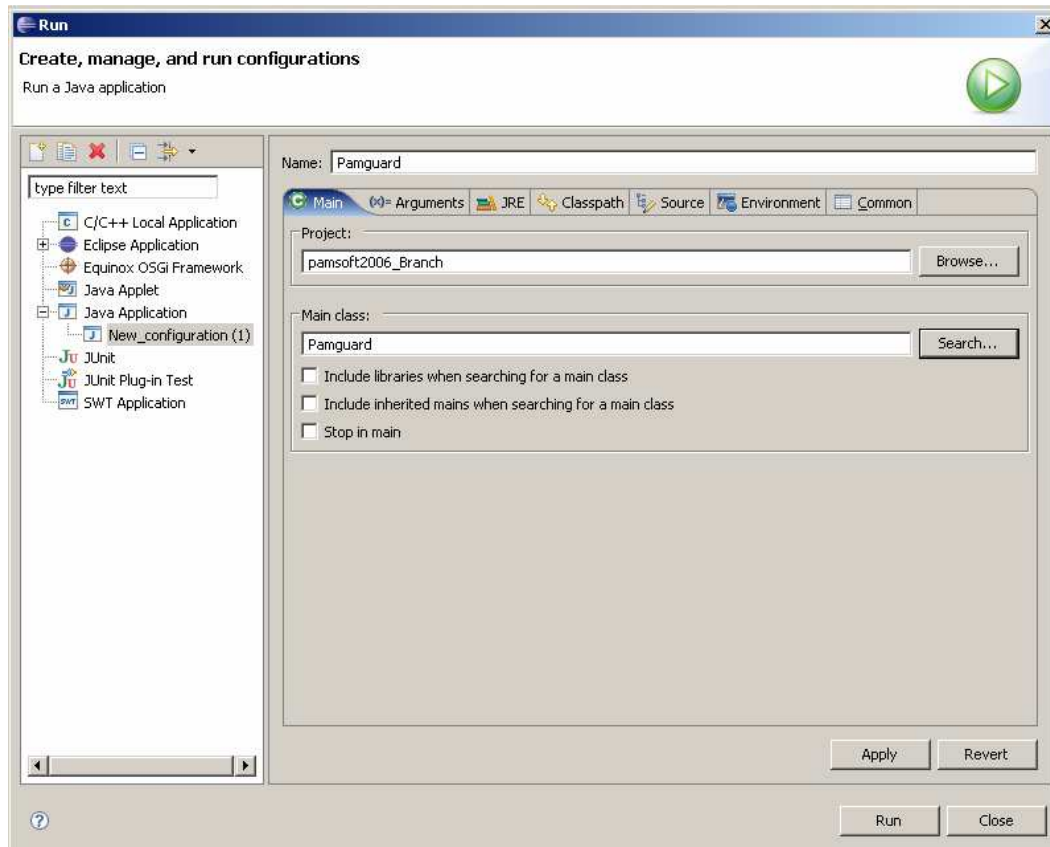 Run
Create, manage, and run configurations
Run a Java application
type filter text
C/C++ Local Application
Eclipse Application
Equinox OSGi Framework
Java Applet
Java Application
New_configuration (1)
JUnit
JUnit Plug-in Test
SWT Application
Name: Pamguard
Main (x)= Arguments JRE Classpath Source Environment Common
Project:
pamsoft2006_Branch Browse...
Main class:
Pamguard Search...
Include libraries when searching for a main class
Include inherited mains when searching for a main class
Stop in main
Apply Revert
Run Close